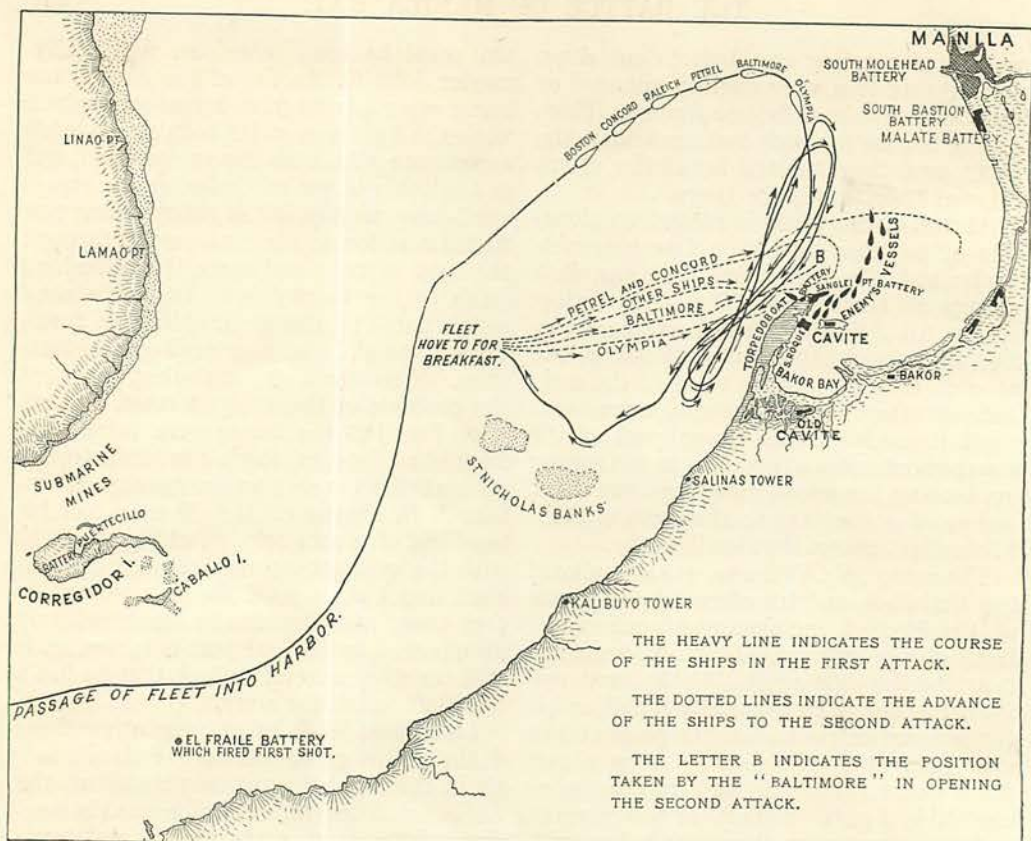 MANILA
SOUTH MOLEHEAD
BATTERY
SOUTH BASTION
BATTERY
MALATE BATTERY
BOSTON CONCORD RALEICH PETREL BALTIMORE OLYMPIA
LINAO PT.
LAMAO PT.
PETREL AND CONCORD
OTHER SHIPS
BALTIMORE
OLYMPIA
B
FLEET
HOVE TO FOR
BREAKFAST.
TORPEDOBOAT
BATTERY
SANGLEI PT BATTERY
ENEMY'S VESSELS
S. ROQUE
CAVITE
BAKOR BAY
BAKOR
OLD
CAVITE
ST NICHOLAS BANKS
SALINAS TOWER
SUBMARINE
MINES
BATTERY
PUERTECILLO
CORREGIDOR I.
CABALLO I.
KALIBUYO TOWER
PASSAGE OF FLEET INTO HARBOR.
EL FRAILE BATTERY
WHICH FIRED FIRST SHOT.
THE HEAVY LINE INDICATES THE COURSE
OF THE SHIPS IN THE FIRST ATTACK.
THE DOTTED LINES INDICATE THE ADVANCE
OF THE SHIPS TO THE SECOND ATTACK.
THE LETTER B INDICATES THE POSITION
TAKEN BY THE "BALTIMORE" IN OPENING
THE SECOND ATTACK.